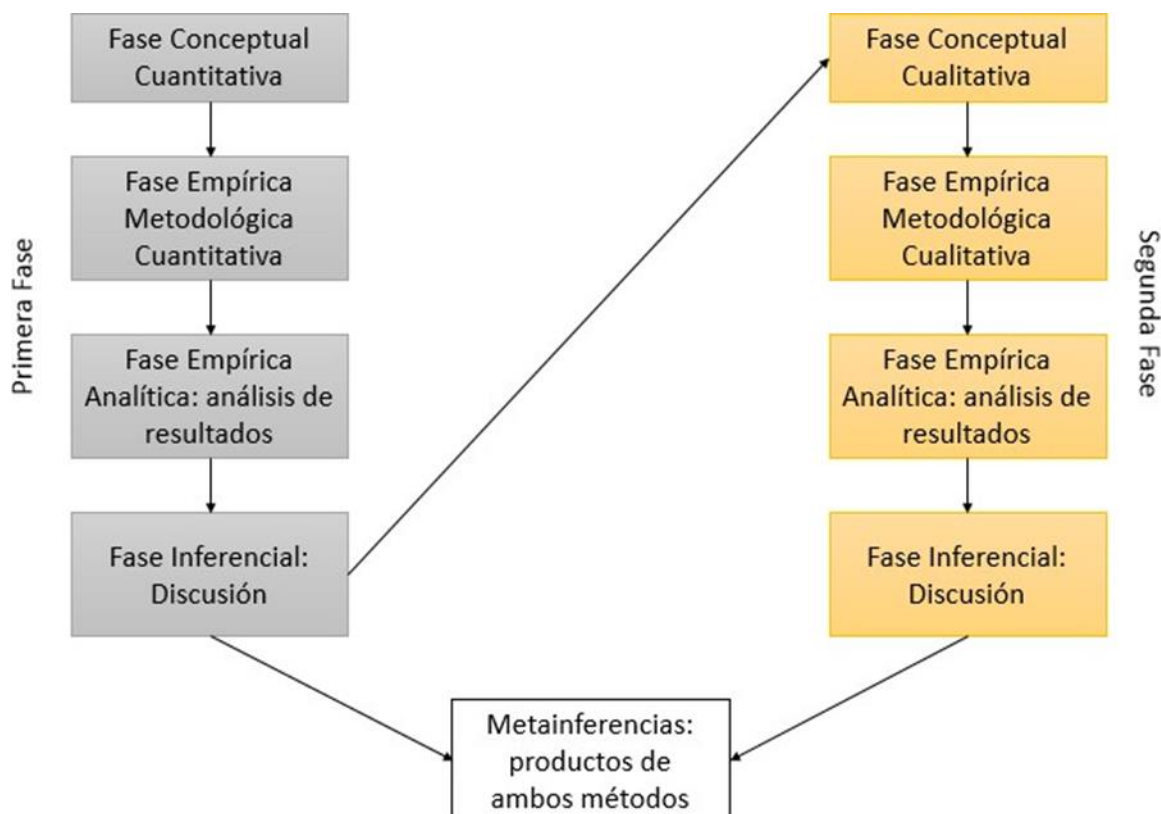 Primera Fase
Fase Conceptual
Cuantitativa
Fase Empírica
Metodológica
Cuantitativa
Fase Empírica
Analítica: análisis de
resultados
Fase Inferencial:
Discusión
Fase Conceptual
Cualitativa
Fase Empírica
Metodológica
Cualitativa
Fase Empírica
Analítica: análisis de
resultados
Fase Inferencial:
Discusión
Segunda Fase
Metainferencias:
productos de
ambos métodos